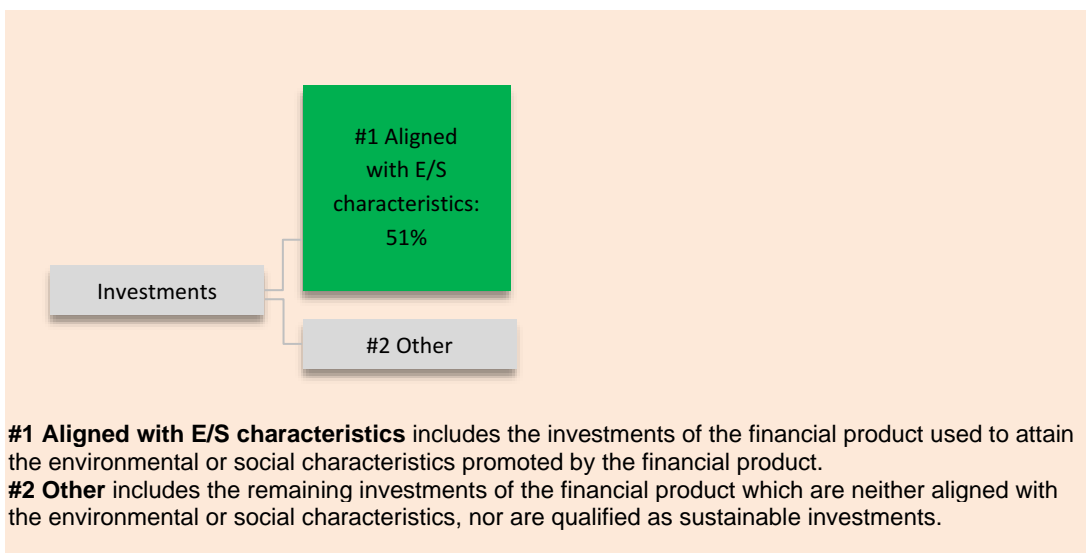 #1 Aligned
with E/S
characteristics:
51%
Investments
#2 Other
#1 Aligned with E/S characteristics includes the investments of the financial product used to attain
the environmental or social characteristics promoted by the financial product.
#2 Other includes the remaining investments of the financial product which are neither aligned with
the environmental or social characteristics, nor are qualified as sustainable investments.